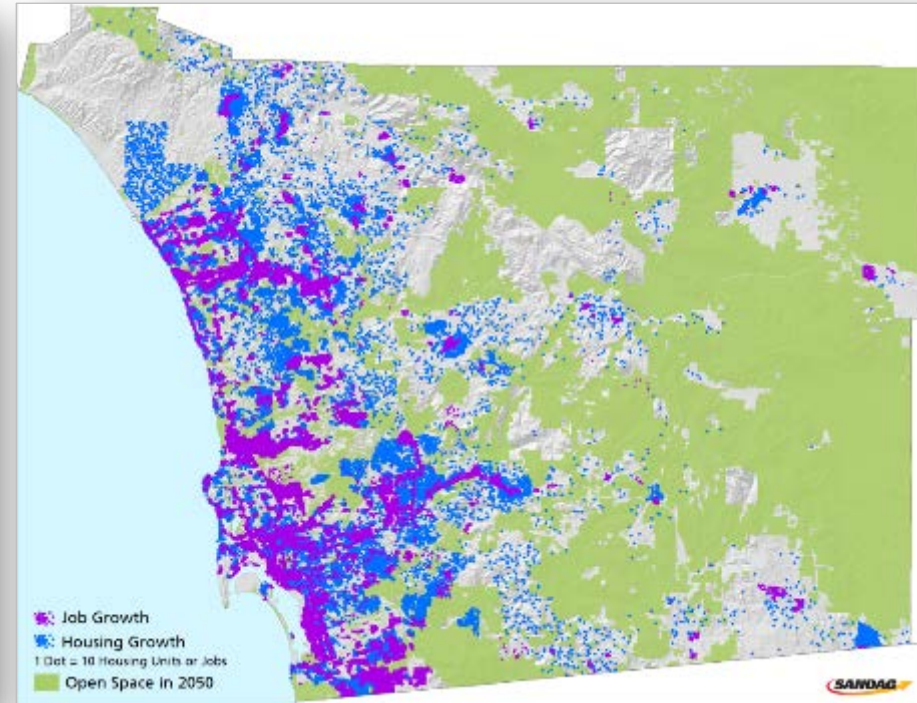 Job Growth
Housing Growth
1 Dot = 10 Housing Units or Jobs
Open Space in 2050
SANDAG